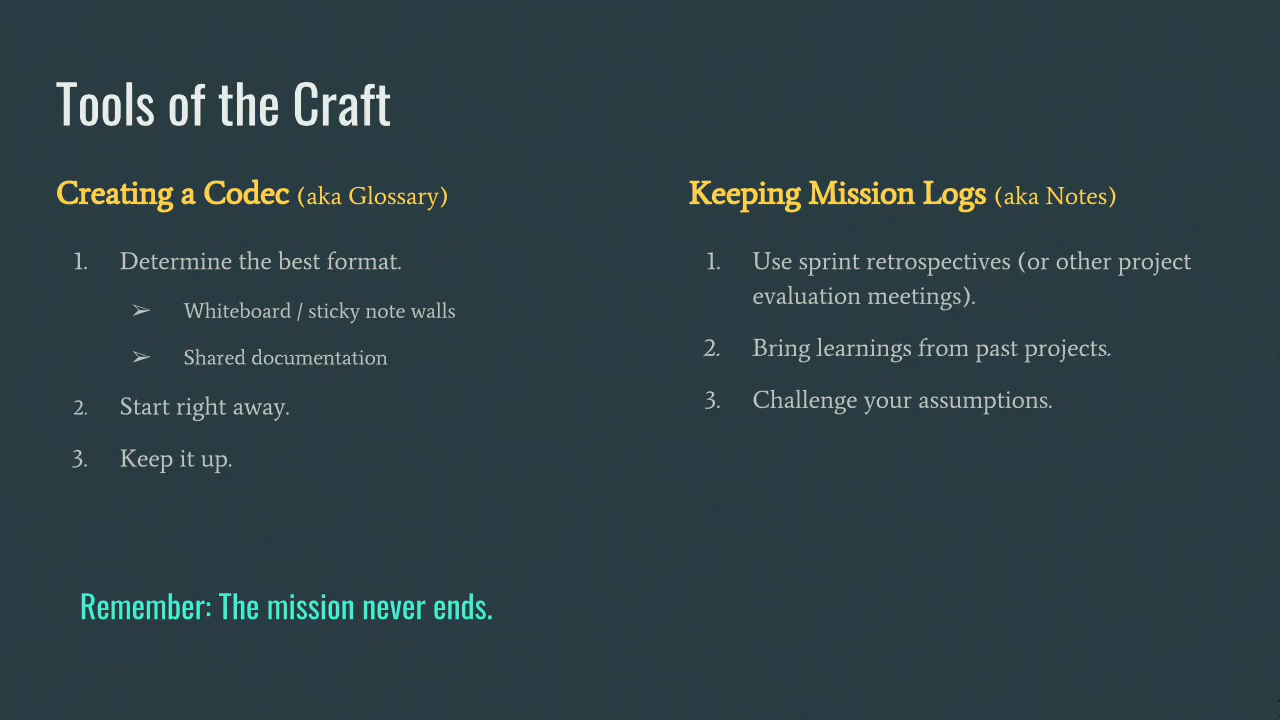 Tools of the Craft
Creating a Codec (aka Glossary)
1. Determine the best format.
➢ Whiteboard / sticky note walls
➢ Shared documentation
2. Start right away.
3. Keep it up.
Keeping Mission Logs (aka Notes)
1. Use sprint retrospectives (or other project
evaluation meetings).
2. Bring learnings from past projects.
3. Challenge your assumptions.
Remember: The mission never ends.